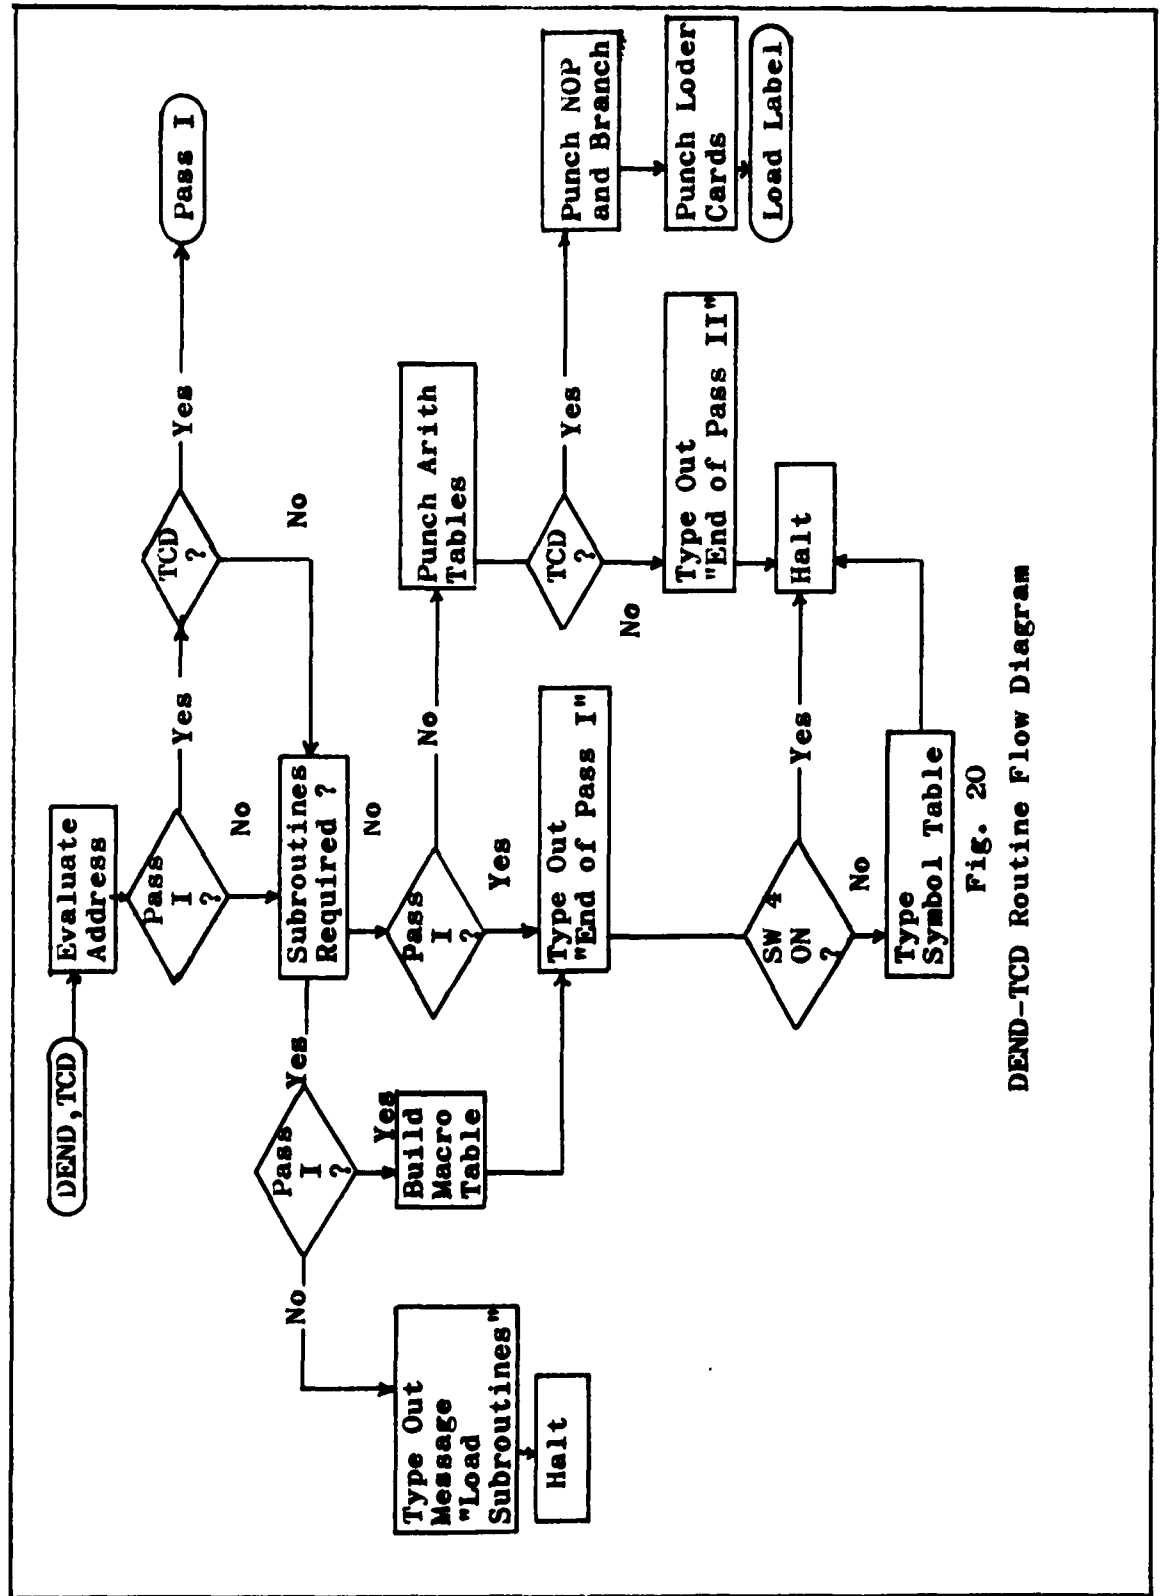 DEND,TCD
Evaluate
Address
Pass
I
?
Yes
TCD
?
Yes
Pass I
No
No
Subroutines
Required ?
Yes
No
Pass
I
?
No
Yes
Type Out
Message
"Load
Subroutines"
Halt
Build
Macro
Table
Pass
I
?
No
Yes
Punch Arith
Tables
TCD
?
Yes
No
Punch NOP
and Branch
Punch Loder
Cards
Load Label
Type Out
"End of Pass I"
Type Out
"End of Pass II"
SW 4
ON
?
Yes
No
Halt
Type
Symbol Table
Fig. 20
DEND-TCD Routine Flow Diagram